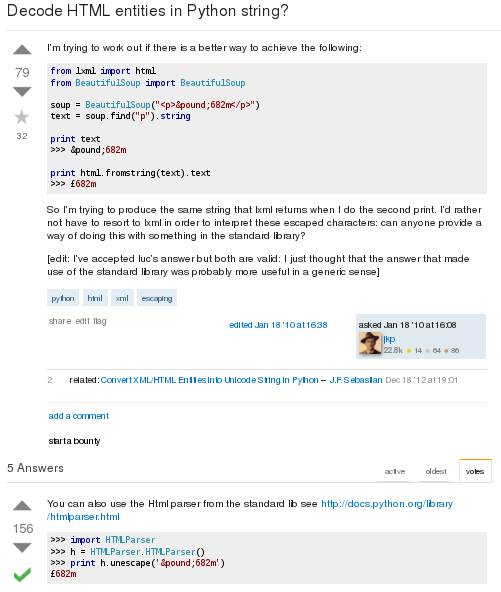 Decode HTML entities in Python string?
I'm trying to work out if there is a better way to achieve the following:
79
from lxml import html
from BeautifulSoup import BeautifulSoup
soup = BeautifulSoup("<p>&pound;682m</p>")
text = soup.find("p").string
32
print text
>>> &pound;682m
print html.fromstring(text).text
>>> £682m
So I'm trying to produce the same string that lxml returns when I do the second print. I'd rather
not have to resort to lxml in order to interpret these escaped characters: can anyone provide a
way of doing this with something in the standard library?
[edit: I've accepted luc's answer but both are valid: I just thought that the answer that made
use of the standard library was probably more useful in a generic sense]
python html xml escaping
share edit flag
edited Jan 18 '10 at 16:38
asked Jan 18 '10 at 16:08
jkp
22.8k 14 64 86
2 related: Convert XML/HTML Entities into Unicode String in Python – J.F. Sebastian Dec 18 '12 at 19:01
add a comment
start a bounty
5 Answers
active oldest votes
You can also use the Html parser from the standard lib see http://docs.python.org/library
/htmlparser.html
156
>>> import HTMLParser
>>> h = HTMLParser.HTMLParser()
>>> print h.unescape('&pound;682m')
£682m